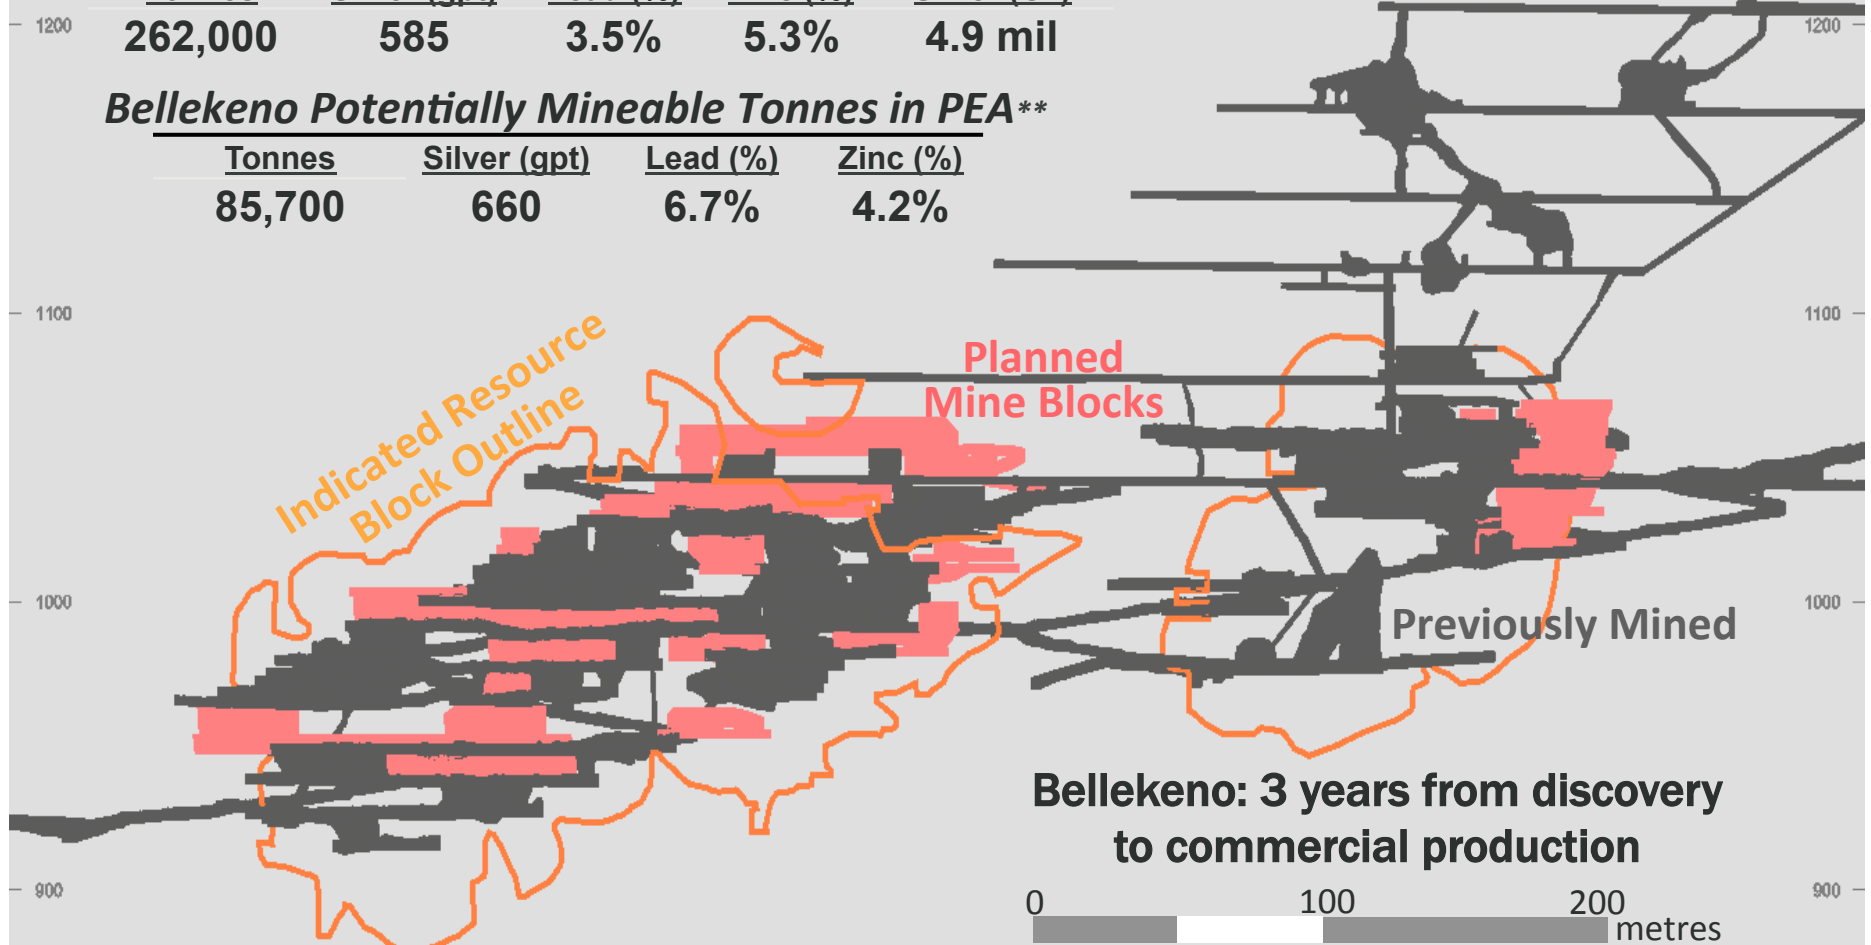 1200
1200
262,000 585 3.5% 5.3% 4.9 mil
Bellekeno Potentially Mineable Tonnes in PEA**
Tonnes Silver (gpt) Lead (%) Zinc (%)
85,700 660 6.7% 4.2%
1100
1100
Indicated Resource
Block Outline
Planned
Mine Blocks
1000
1000
Previously Mined
Bellekeno: 3 years from discovery
to commercial production
900
900
0 100 200
metres